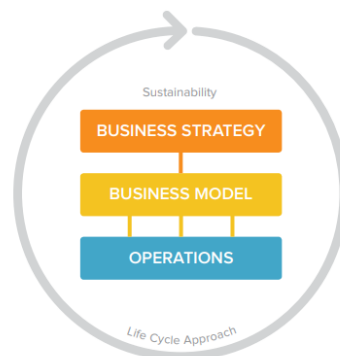 Sustainability
BUSINESS STRATEGY
BUSINESS MODEL
OPERATIONS
Life Cycle Approach